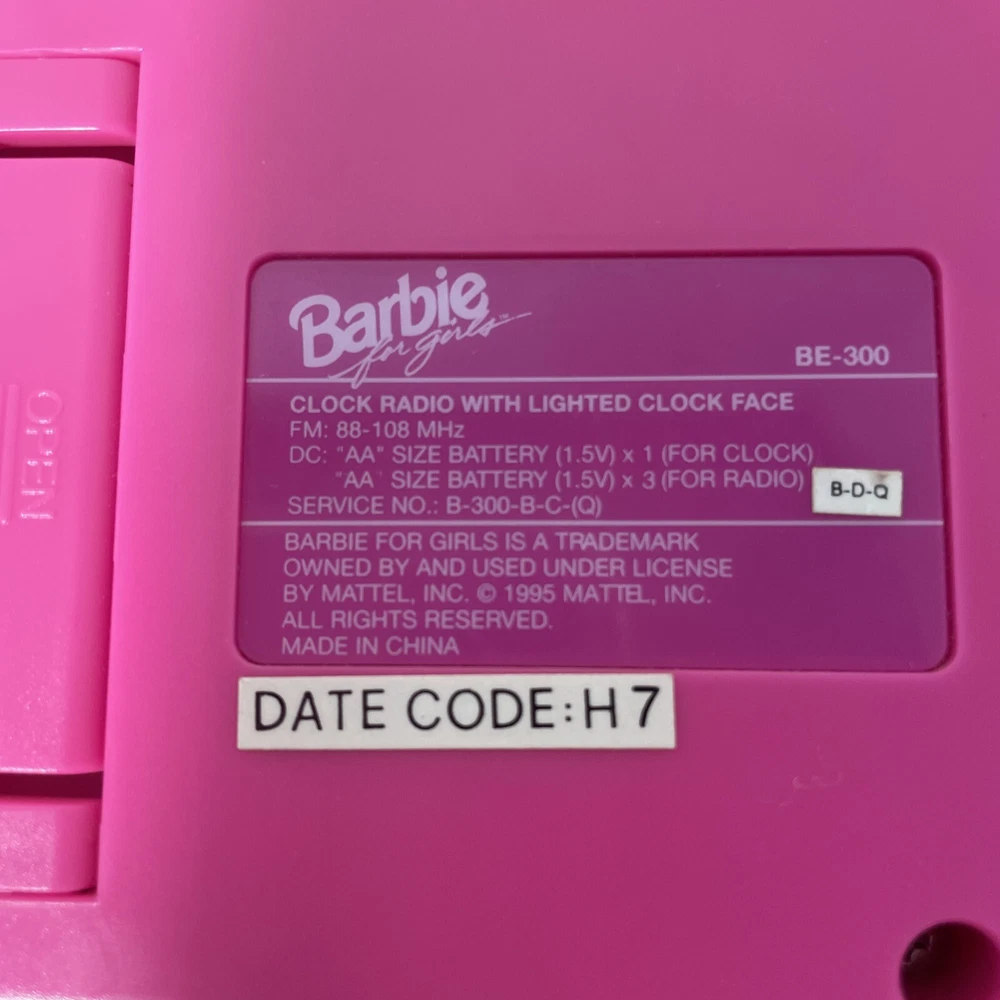 Barbie™
for girls
BE-300
CLOCK RADIO WITH LIGHTED CLOCK FACE
FM: 88-108 MHz
DC: "AA" SIZE BATTERY (1.5V) x 1 (FOR CLOCK)
"AA" SIZE BATTERY (1.5V) x 3 (FOR RADIO)
B-D-Q
SERVICE NO.: B-300-B-C-(Q)
BARBIE FOR GIRLS IS A TRADEMARK
OWNED BY AND USED UNDER LICENSE
BY MATTEL, INC. © 1995 MATTEL, INC.
ALL RIGHTS RESERVED.
MADE IN CHINA
DATE CODE: H7
OPEN